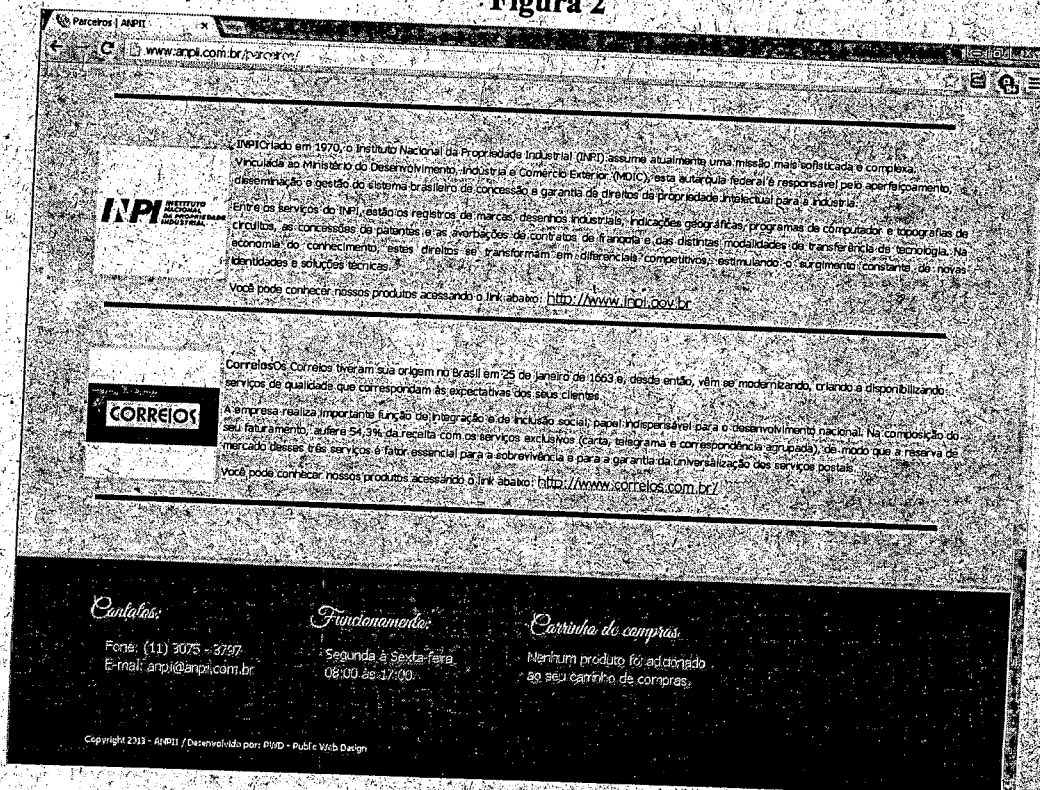 Figura 2
Parceiros | ANPII
www.anpii.com.br/parceiros/
INPICriado em 1970, o Instituto Nacional da Propriedade Industrial (INPI) assume atualmente uma missão mais sofisticada e complexa.
Vinculada ao Ministério do Desenvolvimento, Indústria e Comércio Exterior (MDIC), esta autarquia federal é responsável pelo aperfeiçoamento,
disseminação e gestão do sistema brasileiro de concessão e garantia de direitos de propriedade intelectual para a indústria.
INPI INSTITUTO
NACIONAL
DA PROPRIEDADE
INDUSTRIAL
Entre os serviços do INPI, estão os registros de marcas, desenhos industriais, indicações geográficas, programas de computador e topografias de
circuitos, as concessões de patentes e as averbações de contratos de franquia e das distintas modalidades de transferência de tecnologia. Na
economia do conhecimento, estes direitos se transformam em diferenciais competitivos, estimulando o surgimento constante de novas
identidades e soluções técnicas.
Você pode conhecer nossos produtos acessando o link abaixo: http://www.inpi.gov.br
CorreiosOs Correios tiveram sua origem no Brasil em 25 de janeiro de 1663 e, desde então, vêm se modernizando, criando e disponibilizando
serviços de qualidade que correspondam às expectativas dos seus clientes.
CORREIOS
A empresa realiza importante função de integração e de inclusão social, papel indispensável para o desenvolvimento nacional. Na composição do
seu faturamento, aufere 54,3% da receita com os serviços exclusivos (carta, telegrama e correspondência agrupada), de modo que a reserva de
mercado desses três serviços é fator essencial para a sobrevivência e para a garantia da universalização dos serviços postais.
Você pode conhecer nossos produtos acessando o link abaixo: http://www.correios.com.br/
Contatos:
Fone: (11) 3075 - 3797
E-mail: anpii@anpii.com.br
Funcionamento:
Segunda à Sexta-feira
08:00 às 17:00
Carrinho de compras
Nenhum produto foi adicionado
ao seu carrinho de compras.
Copyright 2013 - ANPII / Desenvolvido por: PWD - Public Web Design